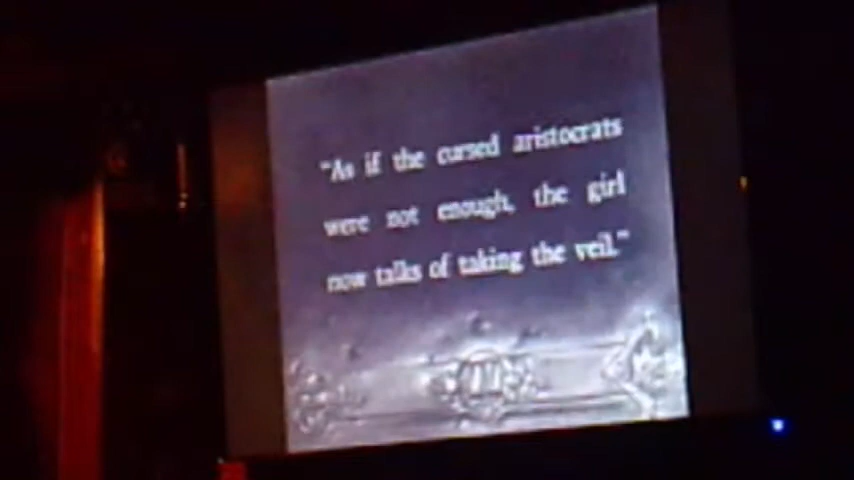 "As if the cursed aristocrats
were not enough, the girl
now talks of taking the veil."